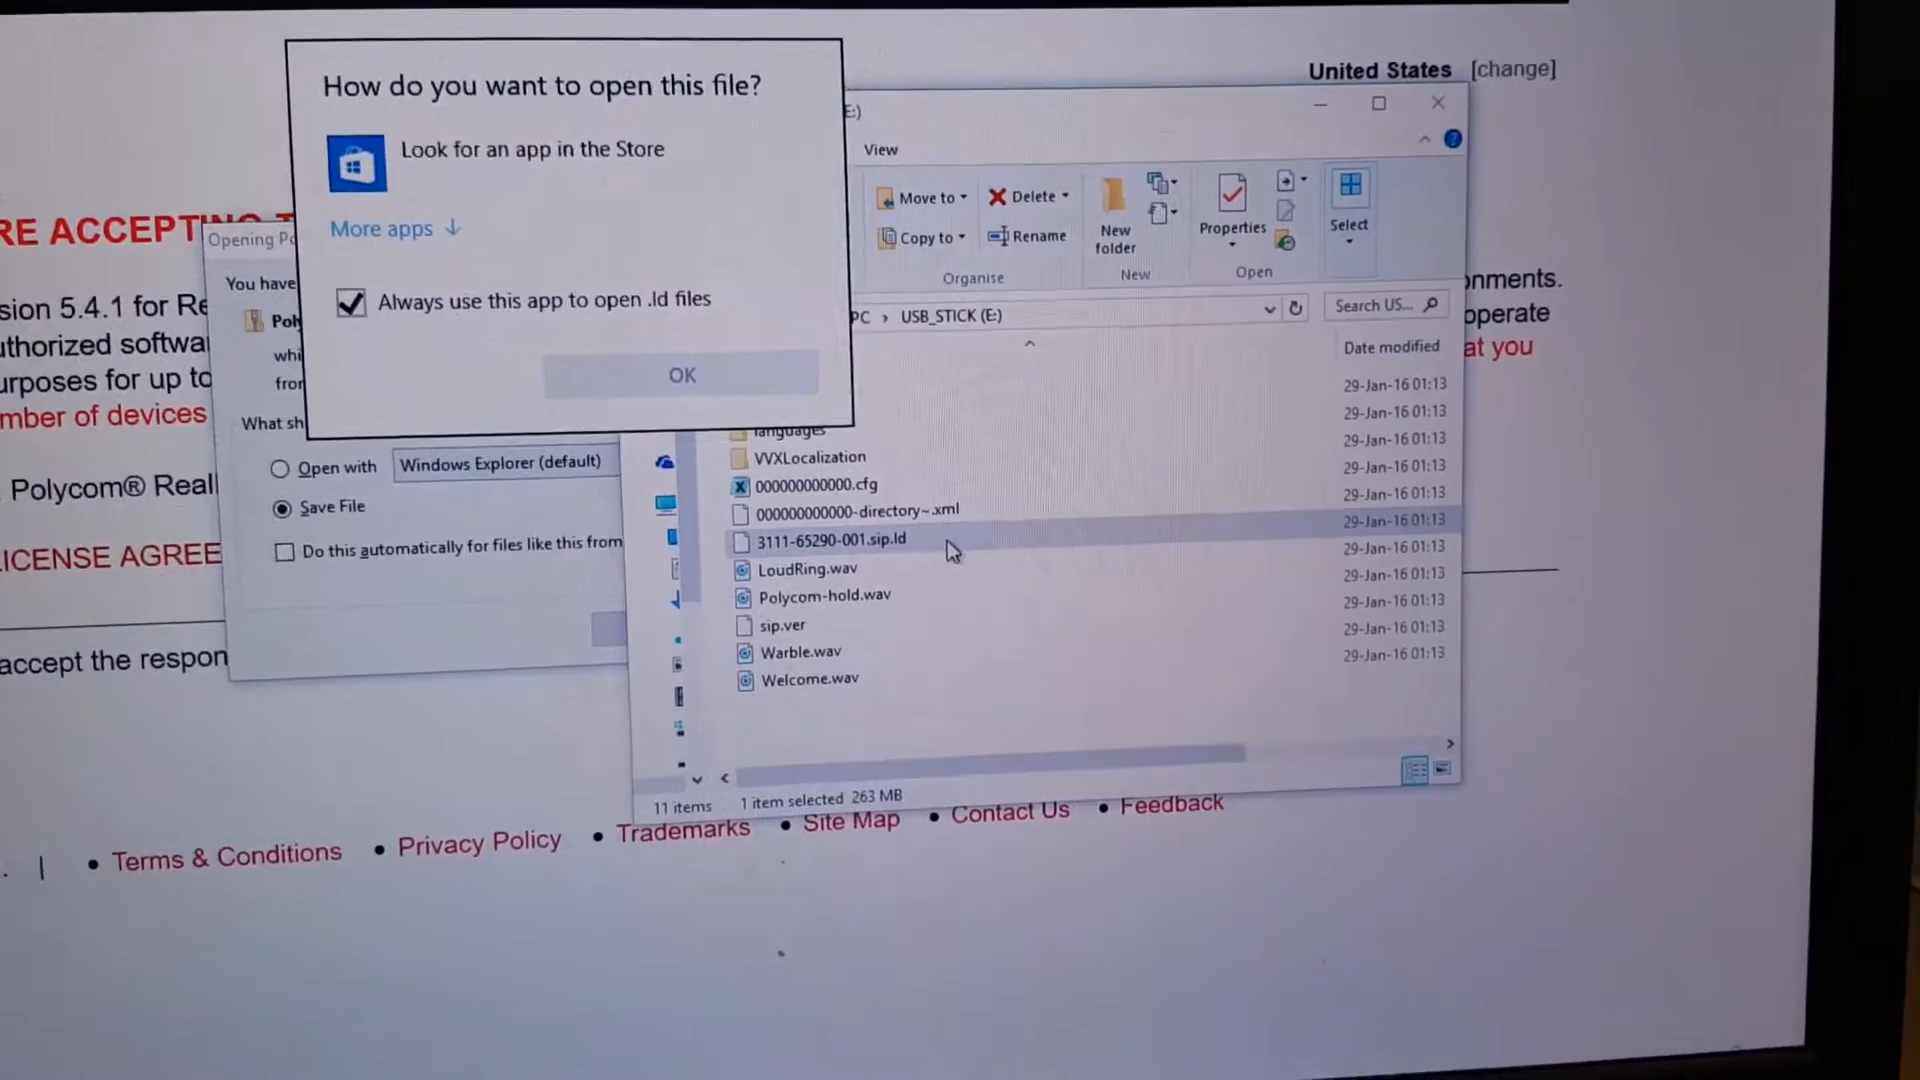 How do you want to open this file?
Look for an app in the Store
More apps
Always use this app to open .ld files
OK
United States [change]
E:)
View
Move to
Copy to
Delete
Rename
Organise
New folder
New
Properties
Open
Select
PC › USB_STICK (E:)
Search US...
Date modified
languages
VVXLocalization
000000000000.cfg
000000000000-directory~.xml
3111-65290-001.sip.ld
LoudRing.wav
Polycom-hold.wav
sip.ver
Warble.wav
Welcome.wav
29-Jan-16 01:13
29-Jan-16 01:13
29-Jan-16 01:13
29-Jan-16 01:13
29-Jan-16 01:13
29-Jan-16 01:13
29-Jan-16 01:13
29-Jan-16 01:13
29-Jan-16 01:13
29-Jan-16 01:13
29-Jan-16 01:13
11 items 1 item selected 263 MB
Opening Po
You have
Pol
whi
fror
What sh
Open with Windows Explorer (default)
Save File
Do this automatically for files like this from
RE ACCEPTING T
sion 5.4.1 for Re
uthorized softwa
urposes for up to
mber of devices
Polycom® Reall
ICENSE AGREE
accept the respon
onments.
operate
at you
. | • Terms & Conditions • Privacy Policy • Trademarks • Site Map • Contact Us • Feedback